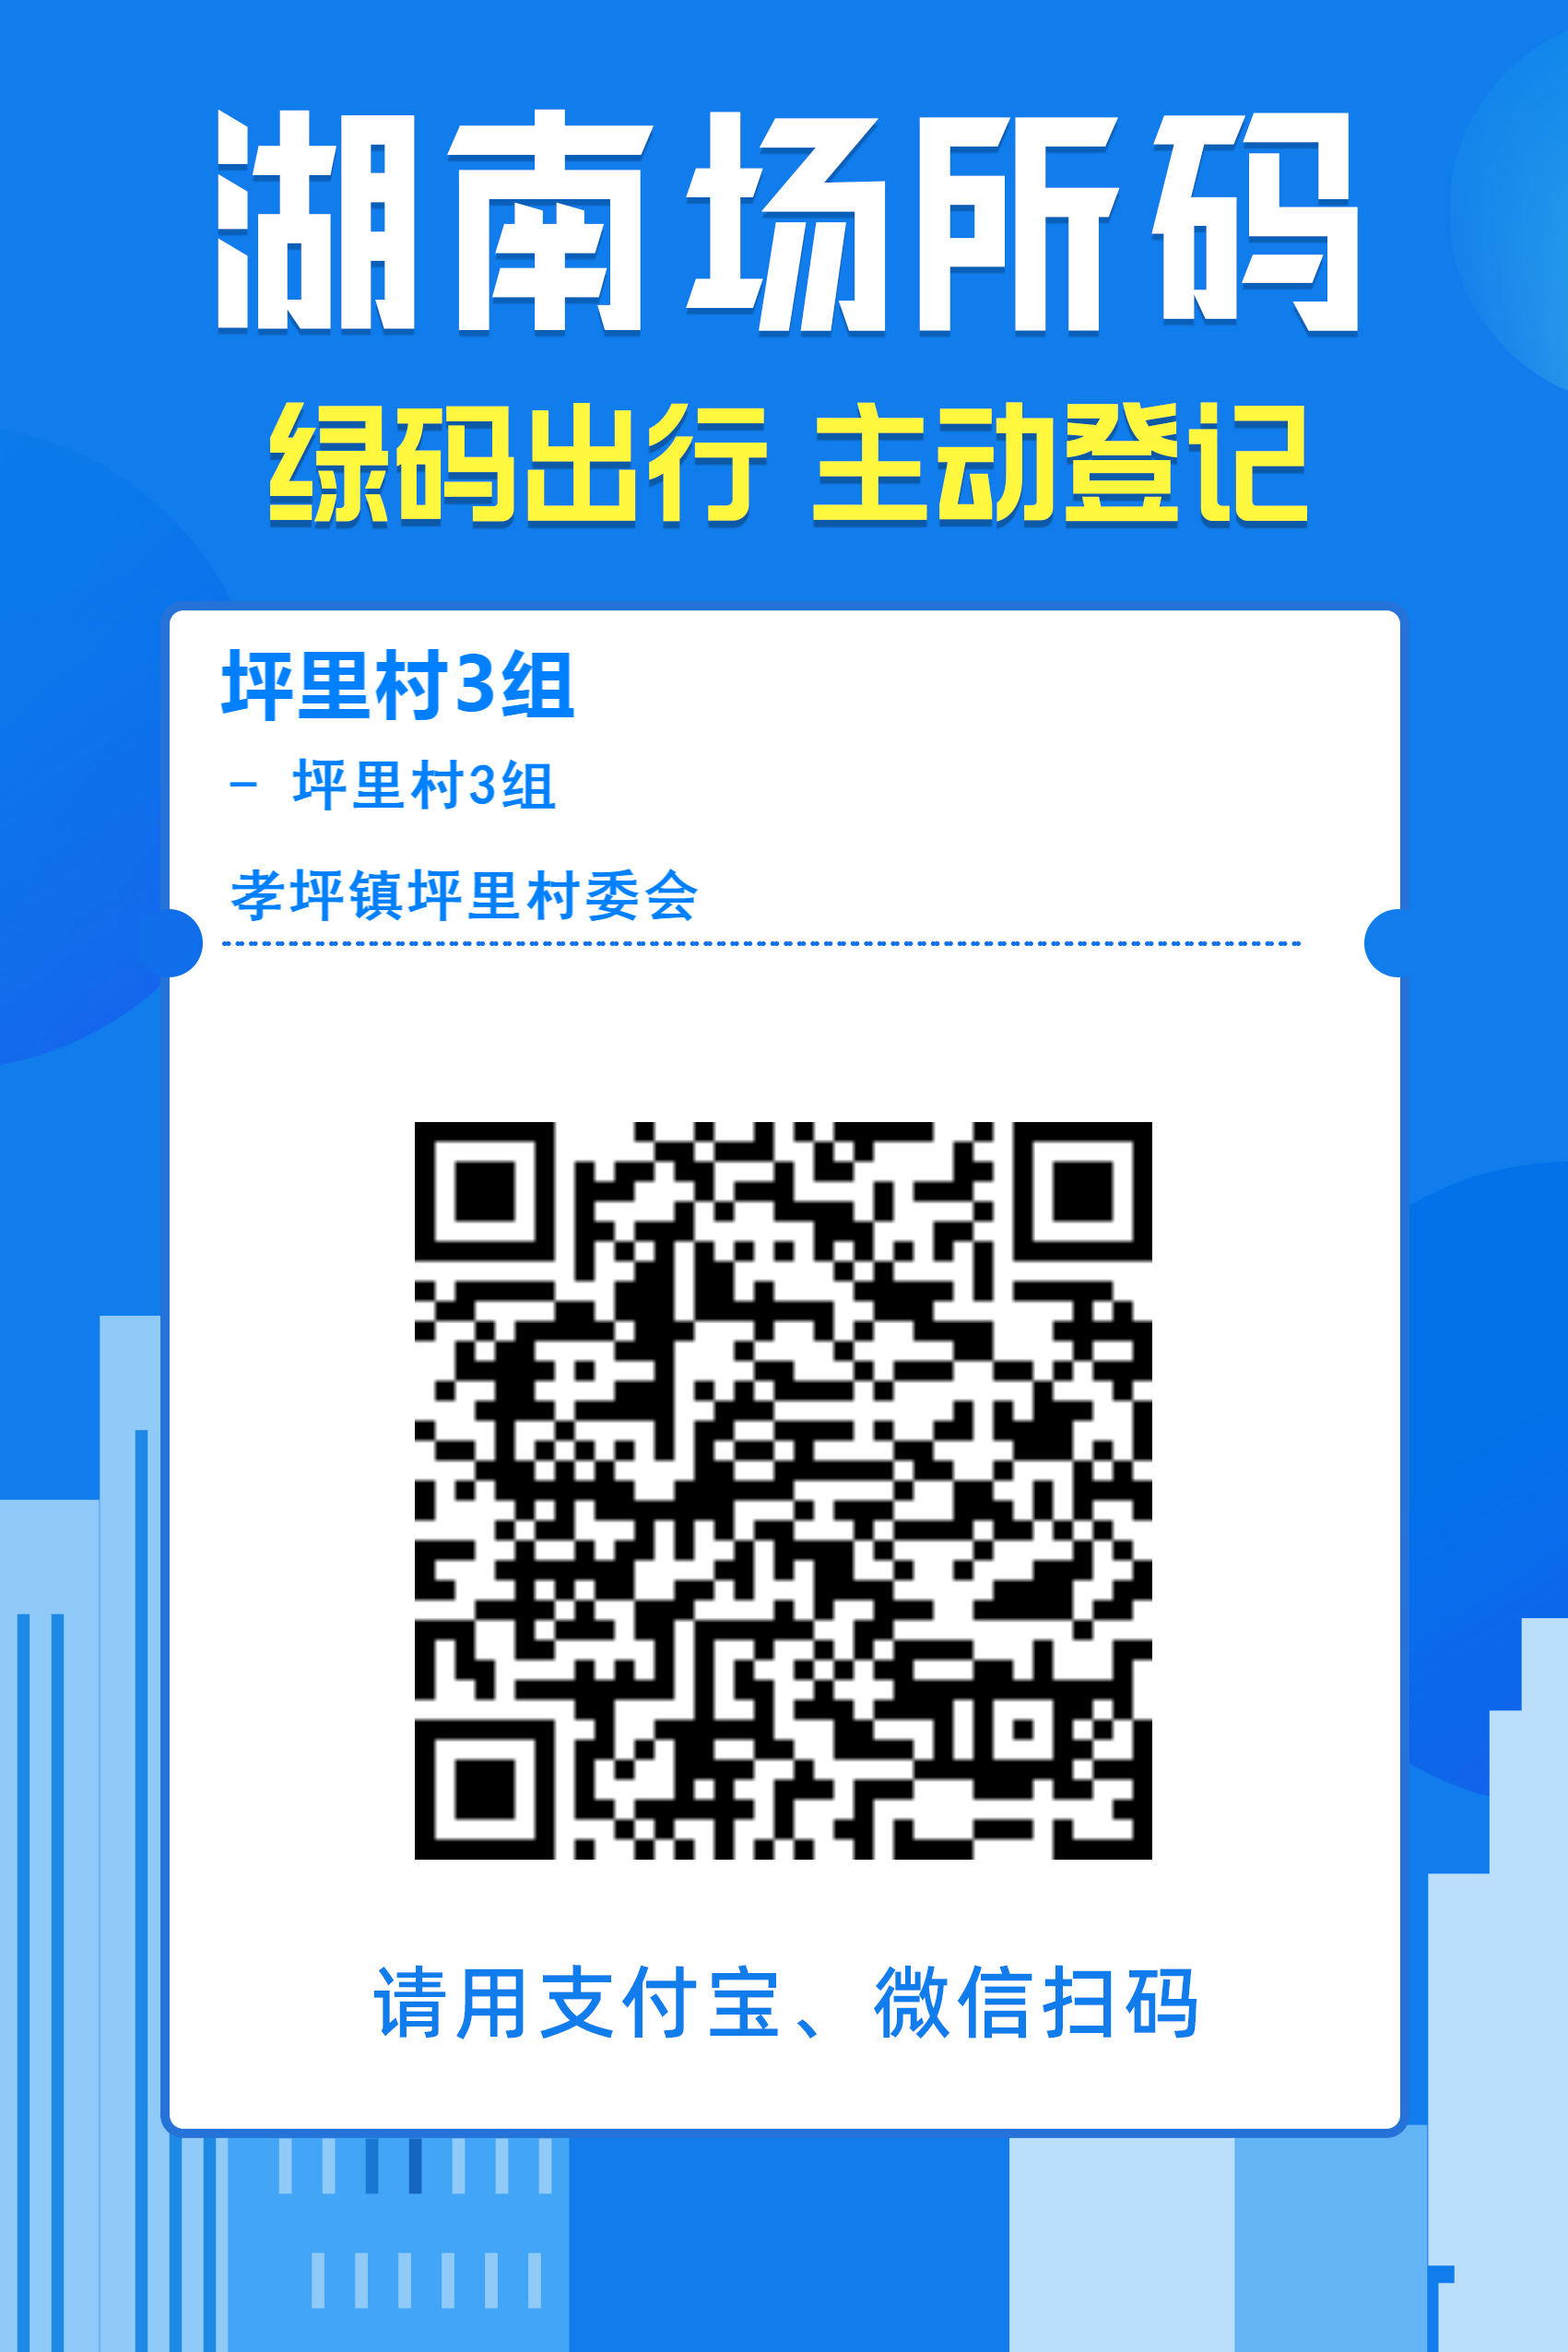 湖南场所码
绿码出行 主动登记
坪里村3组
- 坪里村3组
孝坪镇坪里村委会
请用支付宝、微信扫码